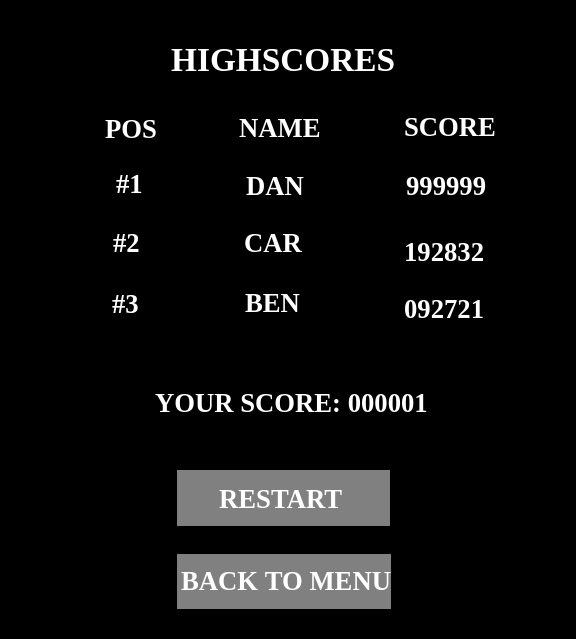 HIGHSCORES
POS NAME SCORE
#1 DAN 999999
#2 CAR 192832
#3 BEN 092721
YOUR SCORE: 000001
RESTART
BACK TO MENU